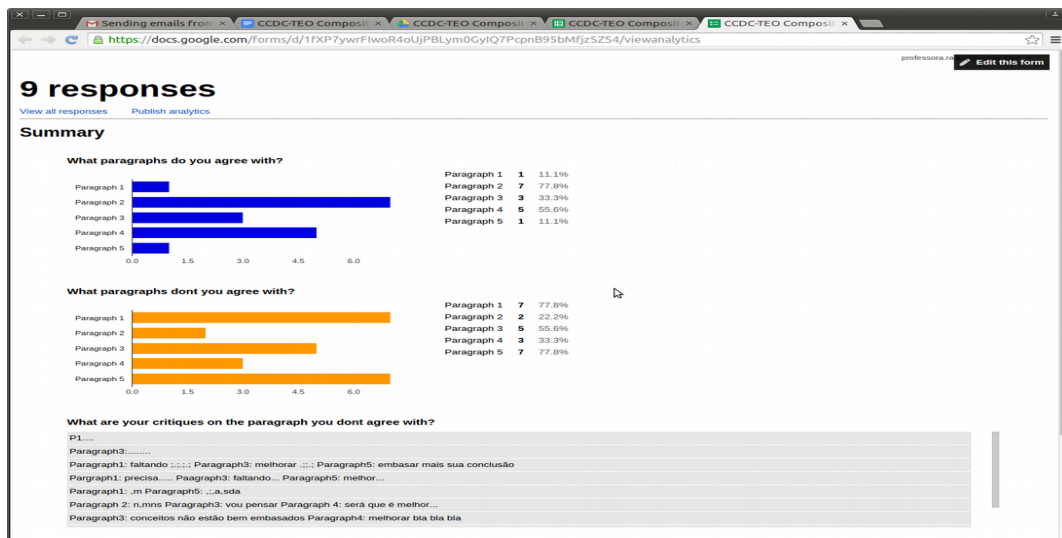 Sending emails from
CCDC-TEO Composit
CCDC-TEO Composit
CCDC-TEO Composit
CCDC-TEO Composit
https://docs.google.com/forms/d/1fXP7ywrFIwoR4oUjPBLym0GyIQ7PcpnB95bMfjzSZS4/viewanalytics
professora.ra
Edit this form
9 responses
View all responses Publish analytics
Summary
What paragraphs do you agree with?
Paragraph 1
Paragraph 2
Paragraph 3
Paragraph 4
Paragraph 5
0.0 1.5 3.0 4.5 6.0
Paragraph 1 1 11.1%
Paragraph 2 7 77.8%
Paragraph 3 3 33.3%
Paragraph 4 5 55.6%
Paragraph 5 1 11.1%
What paragraphs dont you agree with?
Paragraph 1
Paragraph 2
Paragraph 3
Paragraph 4
Paragraph 5
0.0 1.5 3.0 4.5 6.0
Paragraph 1 7 77.8%
Paragraph 2 2 22.2%
Paragraph 3 5 55.6%
Paragraph 4 3 33.3%
Paragraph 5 7 77.8%
What are your critiques on the paragraph you dont agree with?
P1....
Paragraph3:........
Paragraph1: faltando ;.;.;.; Paragraph3: melhorar .;;.; Paragraph5: embasar mais sua conclusão
Pargraph1: precisa..... Paagraph3: faltando... Paragraph5: melhor...
Paragraph1: ,m Paragraph5: ,;,a,sda
Paragraph 2: n,mns Paragraph3: vou pensar Paragraph 4: será que é melhor...
Paragraph3: conceitos não estão bem embasados Paragraph4: melhorar bla bla bla